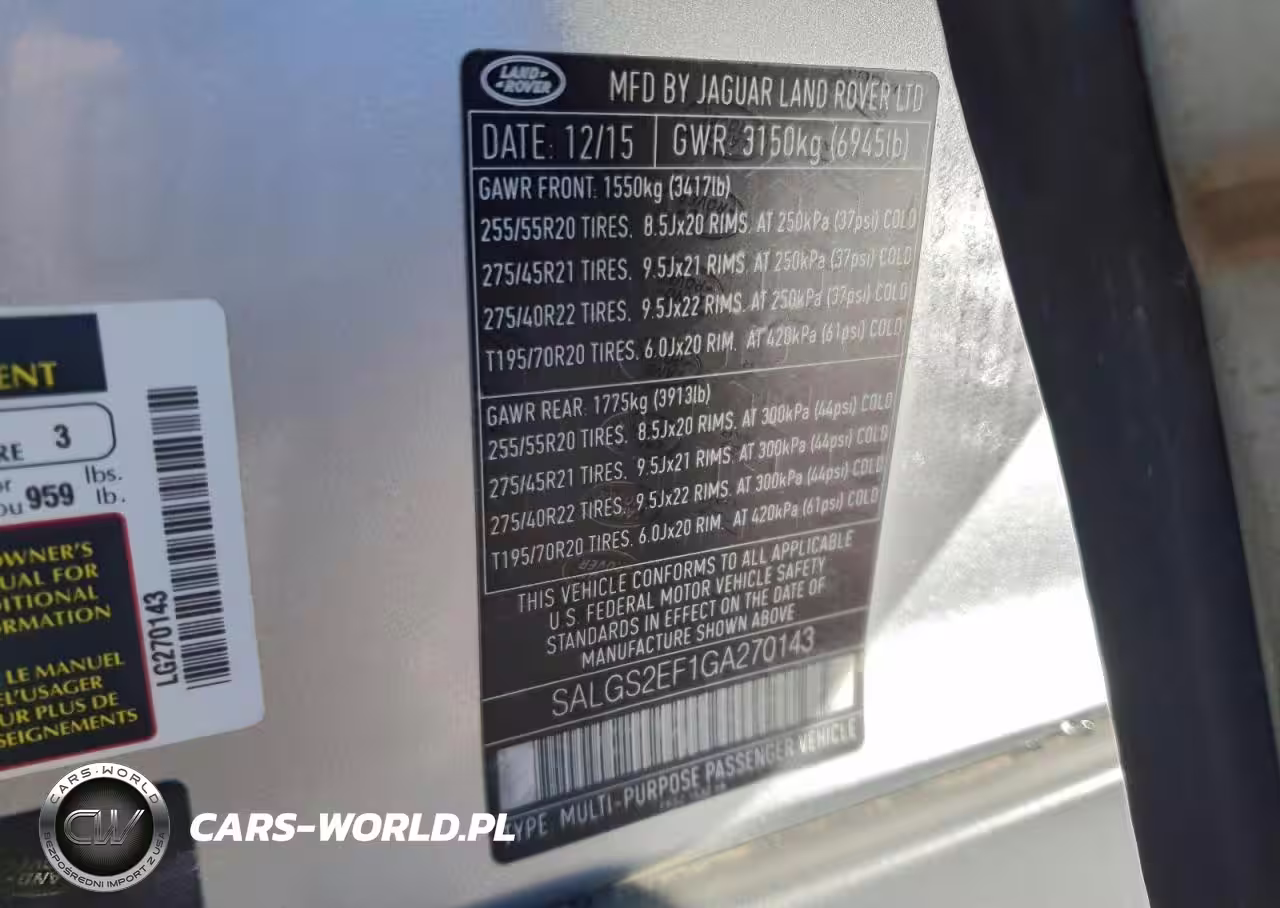 LAND-
-ROVER
MFD BY JAGUAR LAND ROVER LTD
DATE: 12/15
GWR: 3150kg (6945lb)
GAWR FRONT: 1550kg (3417lb)
255/55R20 TIRES, 8.5Jx20 RIMS, AT 250kPa (37psi) COLD
275/45R21 TIRES, 9.5Jx21 RIMS, AT 250kPa (37psi) COLD
275/40R22 TIRES, 9.5Jx22 RIMS, AT 250kPa (37psi) COLD
T195/70R20 TIRES, 6.0Jx20 RIM, AT 420kPa (61psi) COLD
GAWR REAR: 1775kg (3913lb)
255/55R20 TIRES, 8.5Jx20 RIMS, AT 300kPa (44psi) COLD
275/45R21 TIRES, 9.5Jx21 RIMS, AT 300kPa (44psi) COLD
275/40R22 TIRES, 9.5Jx22 RIMS, AT 300kPa (44psi) COLD
T195/70R20 TIRES, 6.0Jx20 RIM, AT 420kPa (61psi) COLD
THIS VEHICLE CONFORMS TO ALL APPLICABLE
U.S. FEDERAL MOTOR VEHICLE SAFETY
STANDARDS IN EFFECT ON THE DATE OF
MANUFACTURE SHOWN ABOVE
SALGS2EF1GA270143
TYPE MULTI-PURPOSE PASSENGER VEHICLE
ENT
RE 3
or lbs.
ou 959 lb.
OWNER'S
UAL FOR
DITIONAL
ORMATION
LE MANUEL
EL'USAGER
UR PLUS DE
SEIGNEMENTS
LG270143
CARS-WORLD
CW
BEZPOŚREDNI IMPORT Z USA
CARS-WORLD.PL